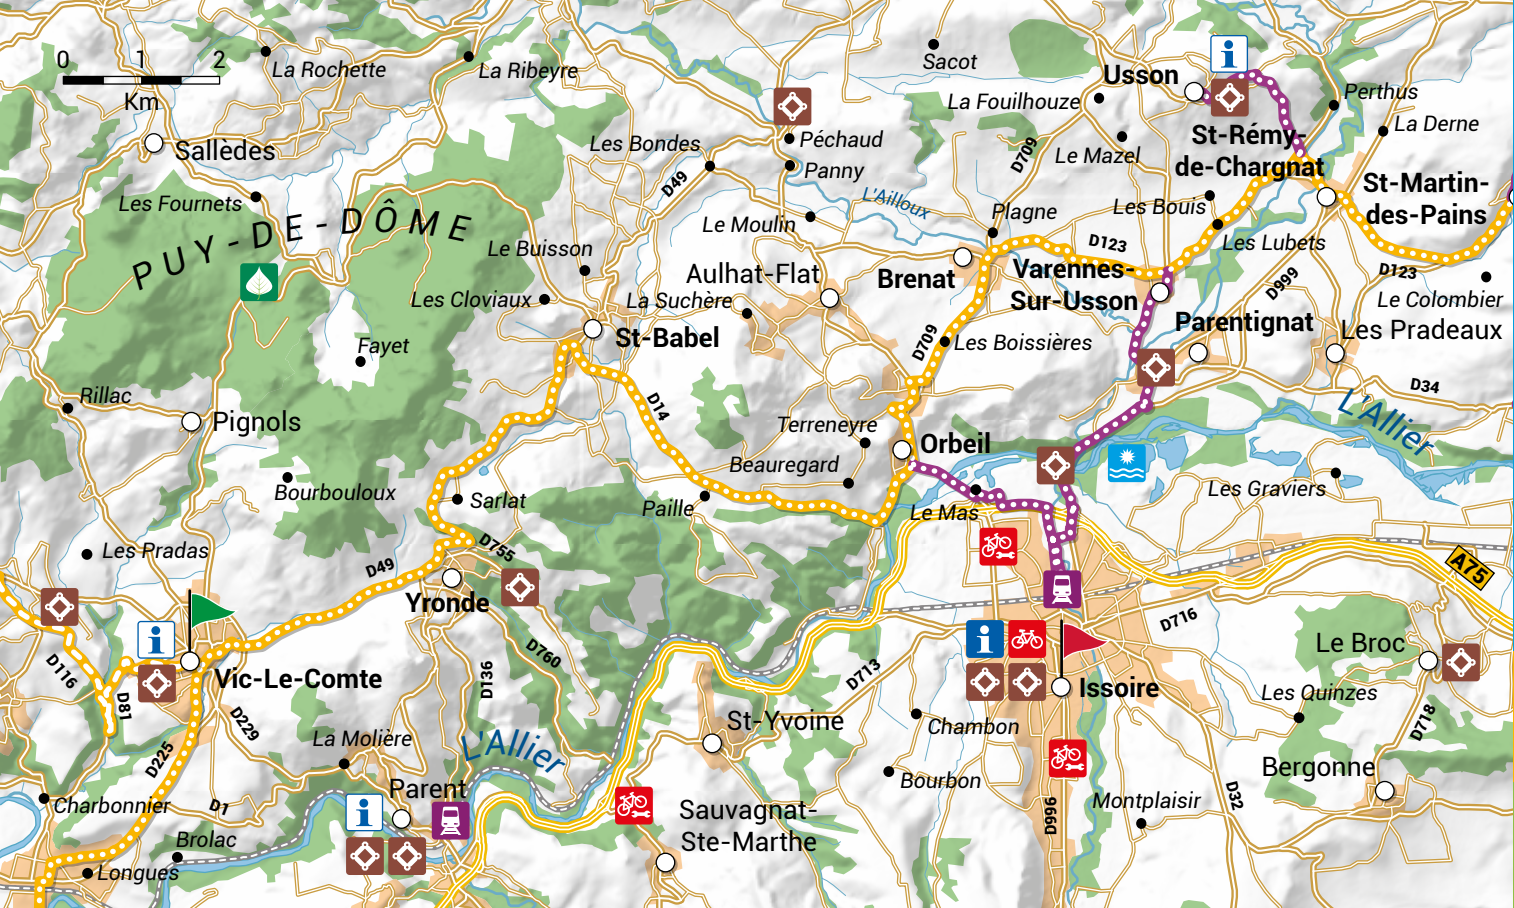 0 1 2
Km
La Rochette
La Ribeyre
Sacot
Usson
i
La Fouilhouze
Perthus
Sallèdes
Les Bondes
Péchaud
D709
Le Mazel
St-Rémy-
de-Chargnat
La Derne
Panny
D49
L'Ailloux
Les Fournets
St-Martin-
des-Pains
Les Bouis
PUY-DE-DÔME
Le Moulin
Plagne
Les Lubets
Le Buisson
D123
D123
Aulhat-Flat
Brenat
Varennes-
Sur-Usson
D999
Le Colombier
Les Cloviaux
La Suchère
St-Babel
Parentignat
Les Pradeaux
Fayet
D709
Les Boissières
D34
Rillac
D14
L'Allier
Pignols
Terreneyre
Orbeil
Beauregard
Bourbouloux
Sarlat
Paille
Le Mas
Les Graviers
Les Pradas
D755
D49
A75
Yronde
D716
i
D760
D713
i
Le Broc
D116
D81
Vic-Le-Comte
D136
Issoire
Les Quinzes
D229
St-Yvoine
Chambon
D718
La Molière
L'Allier
D225
Bergonne
Parent
Bourbon
Charbonnier
D1
i
Sauvagnat-
Ste-Marthe
D996
Montplaisir
D32
Brolac
Longues